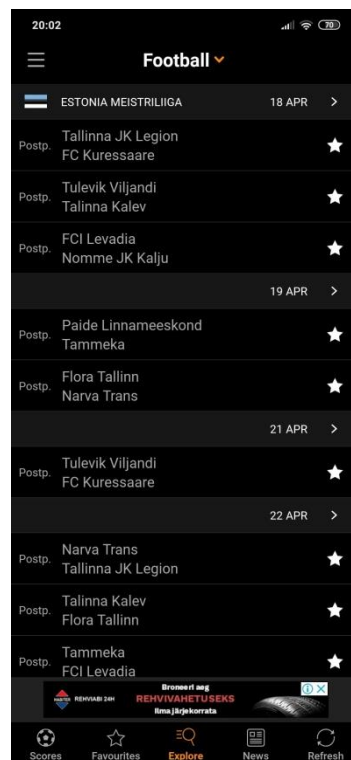 20:02
70
Football
ESTONIA MEISTRILIIGA 18 APR
Postp.
Tallinna JK Legion
FC Kuressaare
Postp.
Tulevik Viljandi
Talinna Kalev
Postp.
FCI Levadia
Nomme JK Kalju
19 APR
Postp.
Paide Linnameeskond
Tammeka
Postp.
Flora Tallinn
Narva Trans
21 APR
Postp.
Tulevik Viljandi
FC Kuressaare
22 APR
Postp.
Narva Trans
Tallinna JK Legion
Postp.
Talinna Kalev
Flora Tallinn
Postp.
Tammeka
FCI Levadia
REHVIABI 24H
Broneeri aeg
REHVIVAHETUSEKS
ilma järjekorrata
Scores Favourites Explore News Refresh